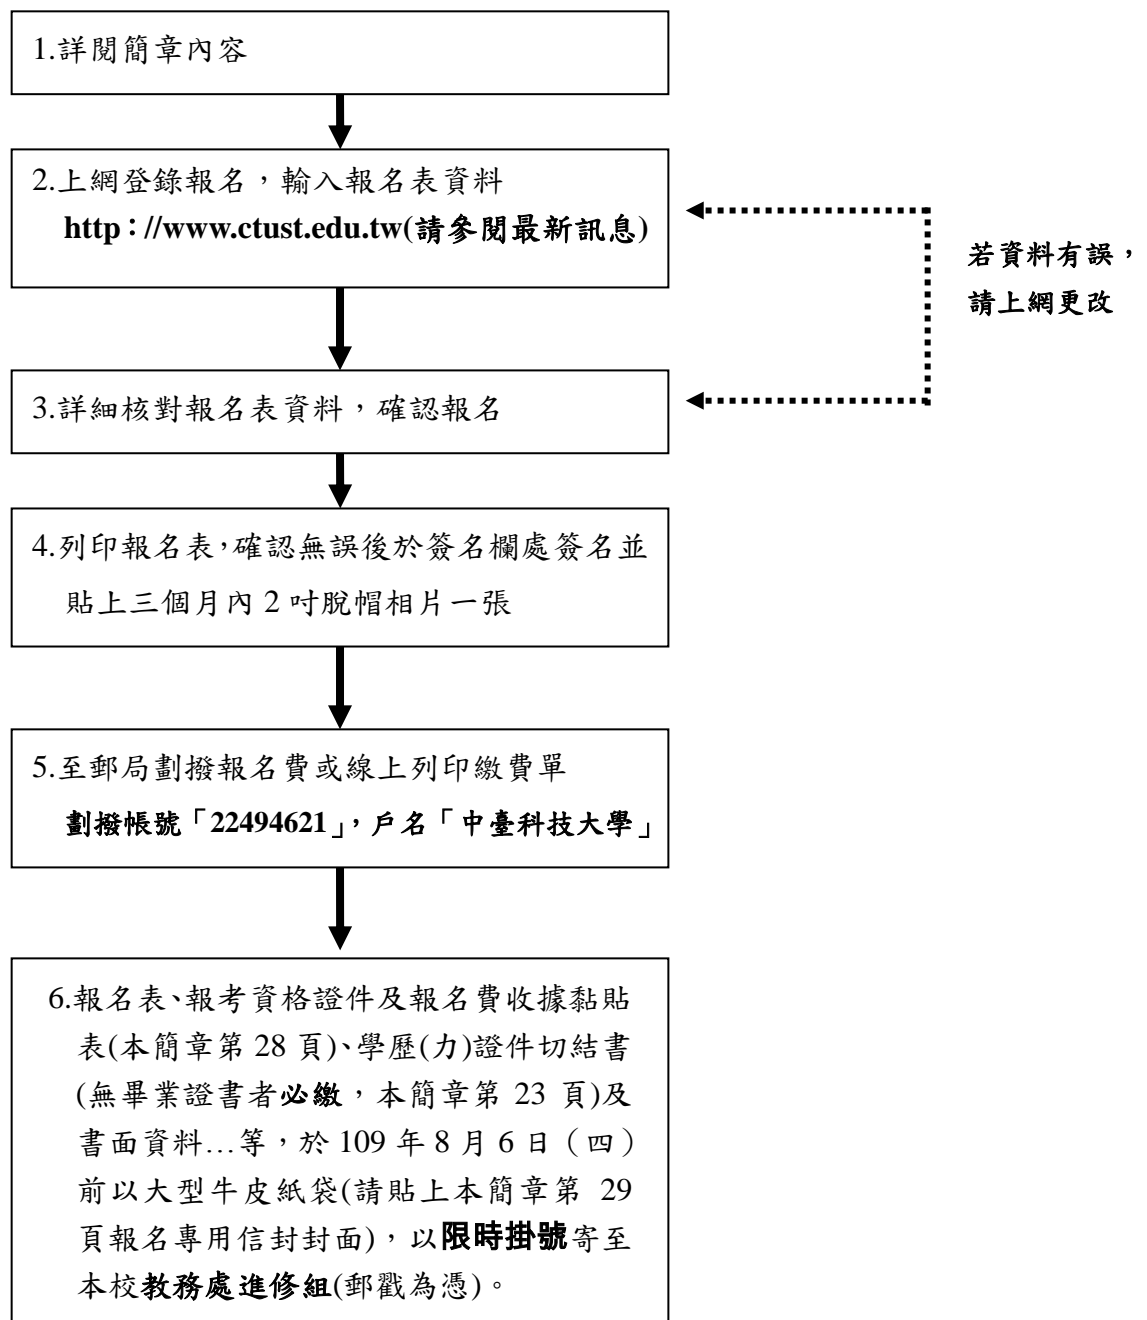 1.詳閱簡章內容
2.上網登錄報名，輸入報名表資料
http：//www.ctust.edu.tw(請參閱最新訊息)
若資料有誤，
請上網更改
3.詳細核對報名表資料，確認報名
4.列印報名表，確認無誤後於簽名欄處簽名並
貼上三個月內 2 吋脫帽相片一張
5.至郵局劃撥報名費或線上列印繳費單
劃撥帳號「22494621」，戶名「中臺科技大學」
6.報名表、報考資格證件及報名費收據黏貼
表(本簡章第 28 頁)、學歷(力)證件切結書
(無畢業證書者必繳，本簡章第 23 頁)及
書面資料…等，於 109 年 8 月 6 日（四）
前以大型牛皮紙袋(請貼上本簡章第 29
頁報名專用信封封面)，以限時掛號寄至
本校教務處進修組(郵戳為憑)。